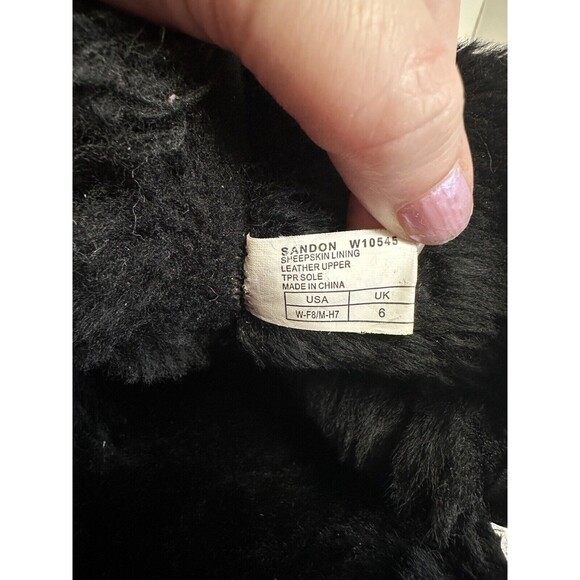 SANDON W10545
SHEEPSKIN LINING
LEATHER UPPER
TPR SOLE
MADE IN CHINA
USA UK
W-F8/M-H7 6